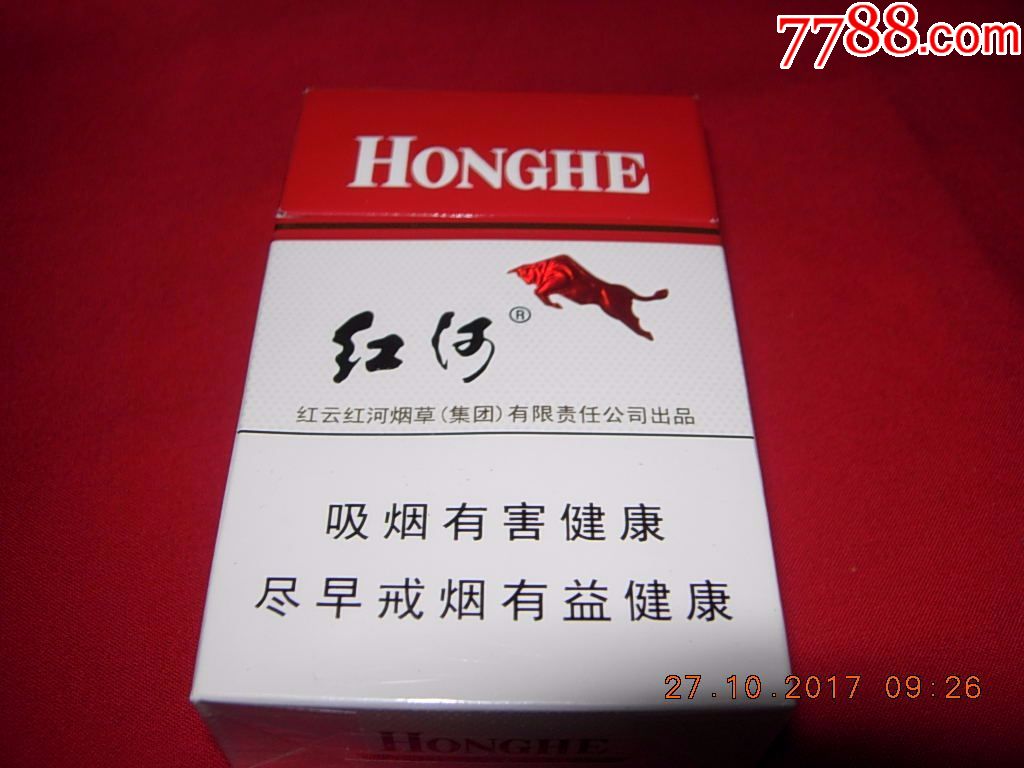 7788.com
HONGHE
红河®
红云红河烟草(集团)有限责任公司出品
吸烟有害健康
尽早戒烟有益健康
27.10.2017 09:26
HONGHE